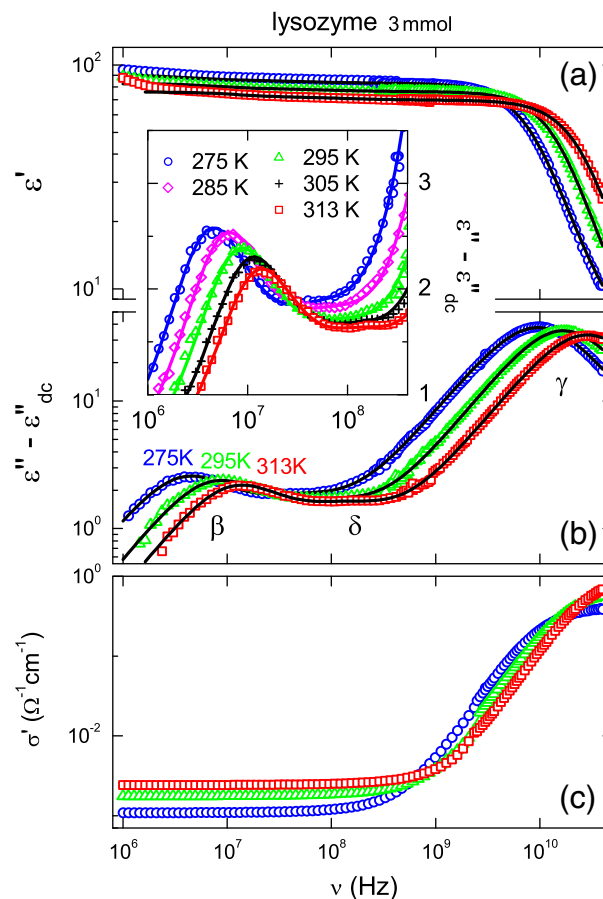 lysozyme 3 mmol
(a)
10²
10¹
ε'
275 K
285 K
295 K
305 K
313 K
3
2
1
ε'' - ε''dc
10⁶ 10⁷ 10⁸
(b)
10¹
10⁰
ε'' - ε''dc
275K 295K 313K
β δ γ
(c)
10⁰
10⁻²
σ' (Ω⁻¹cm⁻¹)
10⁶ 10⁷ 10⁸ 10⁹ 10¹⁰
ν (Hz)